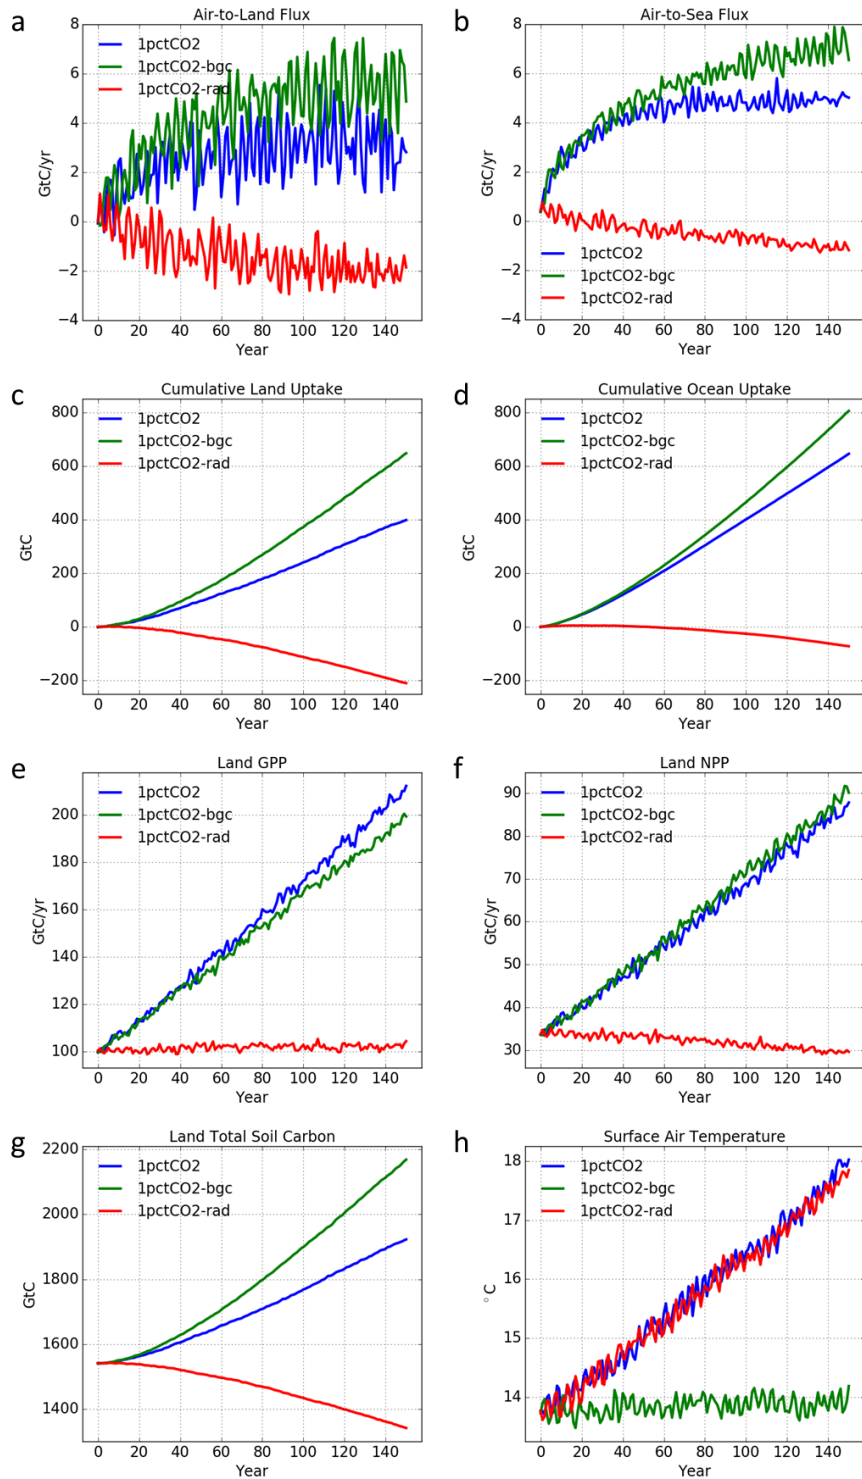 a
Air-to-Land Flux
8
6
4
2
0
−2
−4
GtC/yr
1pctCO2
1pctCO2-bgc
1pctCO2-rad
0 20 40 60 80 100 120 140
Year
b
Air-to-Sea Flux
8
6
4
2
0
−2
−4
GtC/yr
1pctCO2
1pctCO2-bgc
1pctCO2-rad
0 20 40 60 80 100 120 140
Year
c
Cumulative Land Uptake
800
600
400
200
0
−200
GtC
1pctCO2
1pctCO2-bgc
1pctCO2-rad
0 20 40 60 80 100 120 140
Year
d
Cumulative Ocean Uptake
800
600
400
200
0
−200
GtC
1pctCO2
1pctCO2-bgc
1pctCO2-rad
0 20 40 60 80 100 120 140
Year
e
Land GPP
200
180
160
140
120
100
GtC/yr
1pctCO2
1pctCO2-bgc
1pctCO2-rad
0 20 40 60 80 100 120 140
Year
f
Land NPP
90
80
70
60
50
40
30
GtC/yr
1pctCO2
1pctCO2-bgc
1pctCO2-rad
0 20 40 60 80 100 120 140
Year
g
Land Total Soil Carbon
2200
2000
1800
1600
1400
GtC
1pctCO2
1pctCO2-bgc
1pctCO2-rad
0 20 40 60 80 100 120 140
Year
h
Surface Air Temperature
18
17
16
15
14
°C
1pctCO2
1pctCO2-bgc
1pctCO2-rad
0 20 40 60 80 100 120 140
Year